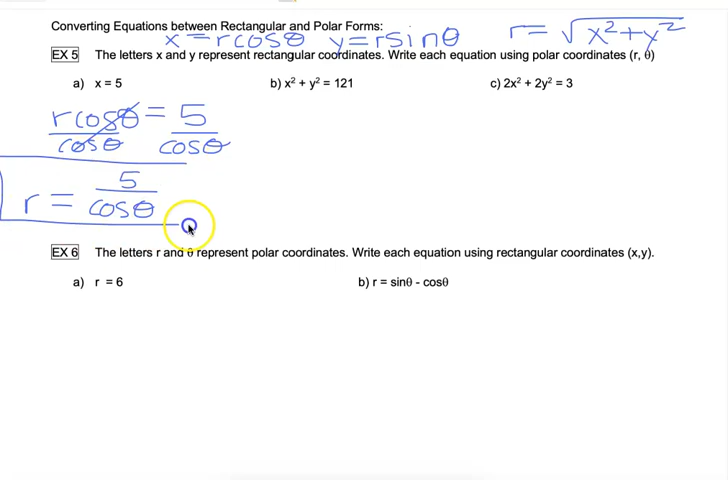 Converting Equations between Rectangular and Polar Forms:
x = rcosθ y = rsinθ r = √x² + y²
EX 5 The letters x and y represent rectangular coordinates. Write each equation using polar coordinates (r, θ)
a) x = 5 b) x² + y² = 121 c) 2x² + 2y² = 3
rcosθ = 5
cosθ cosθ
r = 5
cosθ
EX 6 The letters r and θ represent polar coordinates. Write each equation using rectangular coordinates (x,y).
a) r = 6 b) r = sinθ - cosθ